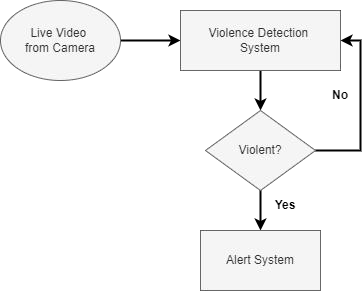 Live Video
from Camera
Violence Detection
System
No
Violent?
Yes
Alert System